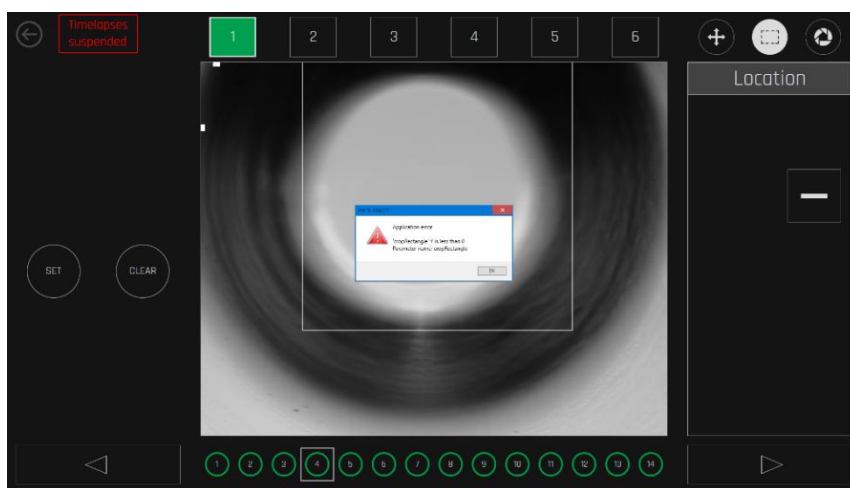 Timelapses
suspended
1 2 3 4 5 6
Location
Application error
'cropRectangle' Y is less than 0
Parameter name: cropRectangle
SET CLEAR
1 2 3 4 5 6 7 8 9 10 11 12 13 14